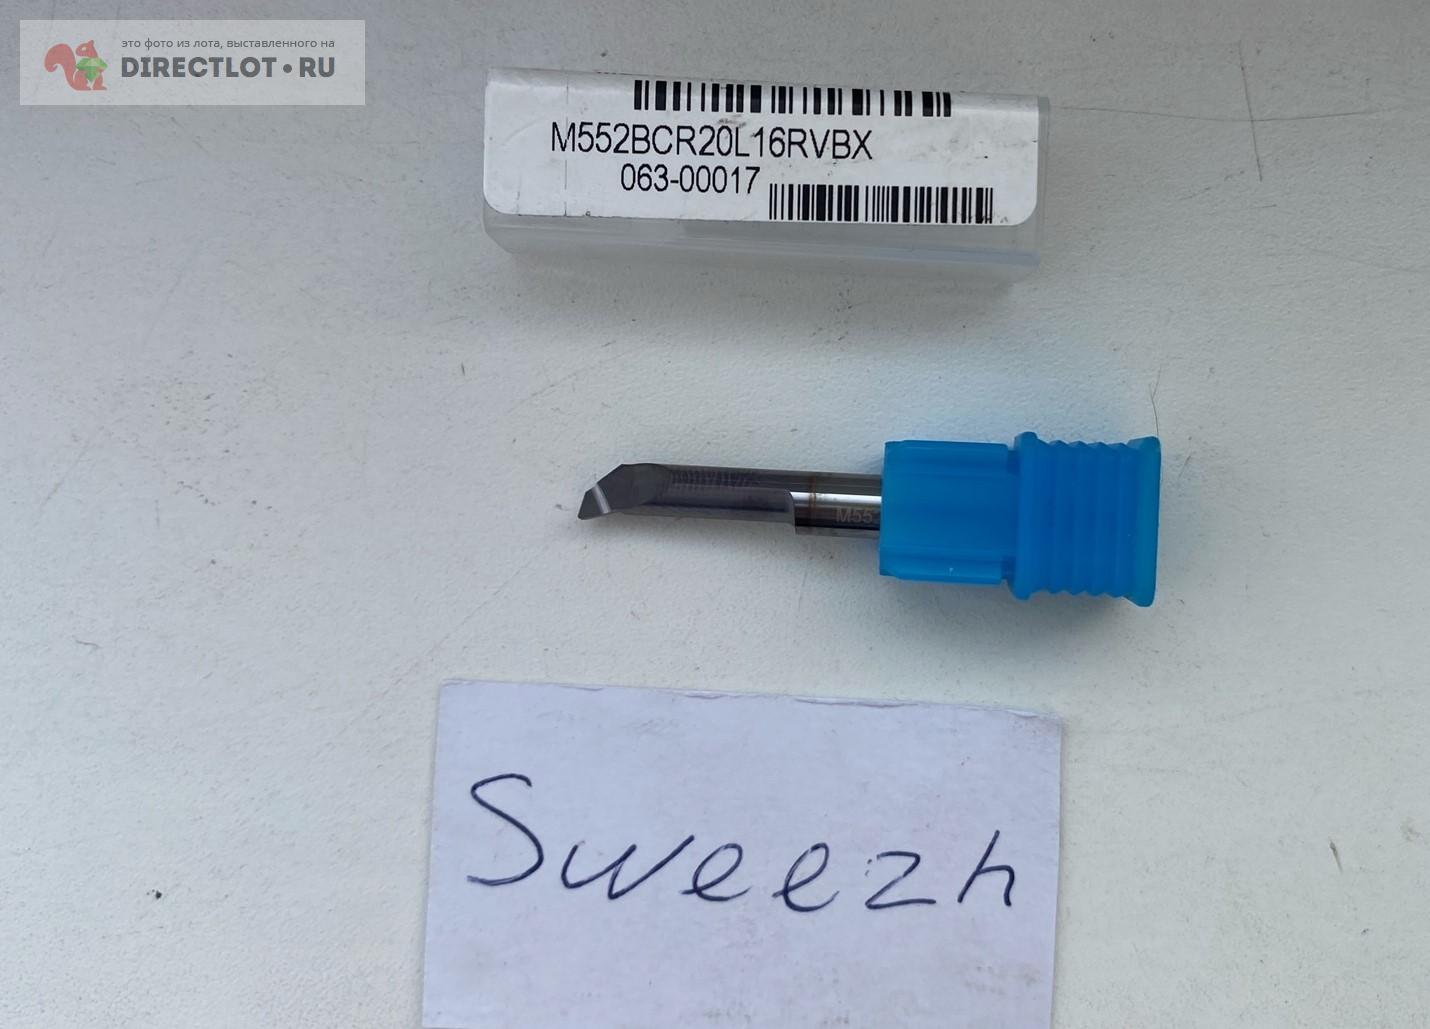 это фото из лота, выставленного на
DIRECTLOT•RU
M552BCR20L16RVBX
063-00017
M55
Sweezh